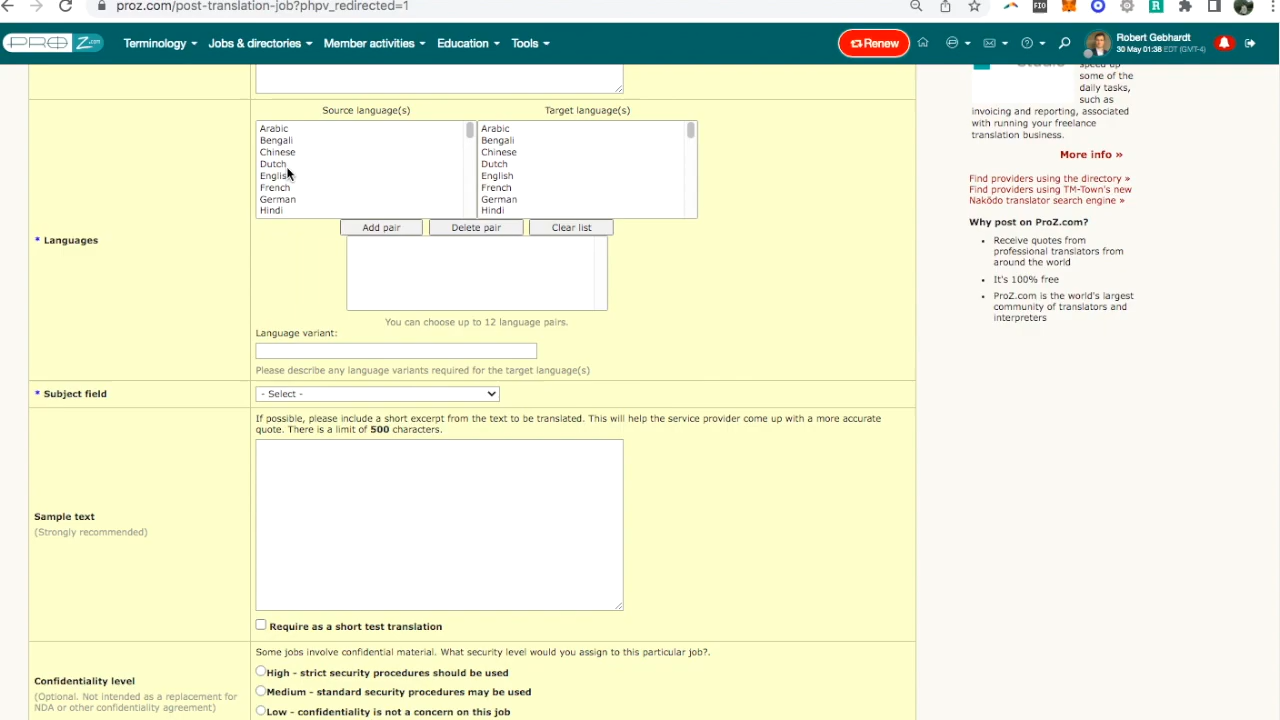 proz.com/post-translation-job?phpv_redirected=1
PRO Z.com
Terminology
Jobs & directories
Member activities
Education
Tools
Renew
Robert Gebhardt
30 May 01:38 EDT (GMT-4)
speed up
some of the
daily tasks,
such as
invoicing and reporting, associated
with running your freelance
translation business.
More info »
Find providers using the directory »
Find providers using TM-Town's new
Nakōdo translator search engine »
Why post on ProZ.com?
Receive quotes from
professional translators from
around the world
It's 100% free
ProZ.com is the world's largest
community of translators and
interpreters
* Languages
Source language(s)
Target language(s)
Arabic
Bengali
Chinese
Dutch
English
French
German
Hindi
Arabic
Bengali
Chinese
Dutch
English
French
German
Hindi
Add pair
Delete pair
Clear list
You can choose up to 12 language pairs.
Language variant:
Please describe any language variants required for the target language(s)
* Subject field
- Select -
Sample text
(Strongly recommended)
If possible, please include a short excerpt from the text to be translated. This will help the service provider come up with a more accurate
quote. There is a limit of 500 characters.
Require as a short test translation
Confidentiality level
(Optional. Not intended as a replacement for
NDA or other confidentiality agreement)
Some jobs involve confidential material. What security level would you assign to this particular job?.
High - strict security procedures should be used
Medium - standard security procedures may be used
Low - confidentiality is not a concern on this job